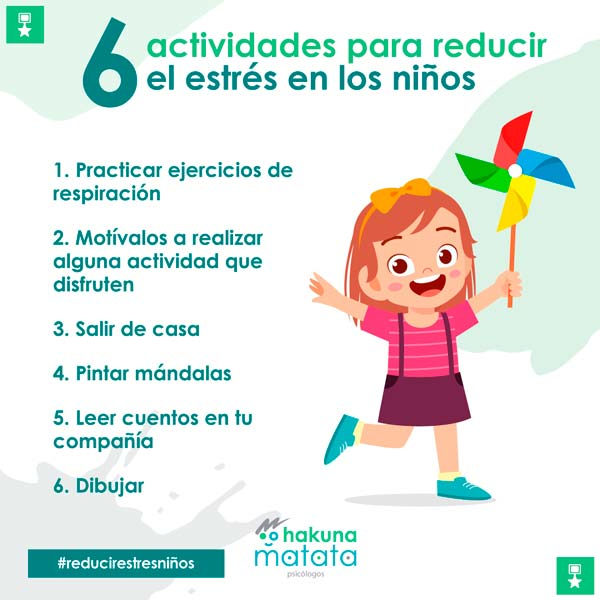 6 actividades para reducir
el estrés en los niños
1. Practicar ejercicios de
respiración
2. Motívalos a realizar
alguna actividad que
disfruten
3. Salir de casa
4. Pintar mándalas
5. Leer cuentos en tu
compañía
6. Dibujar
hakuna
matata
psicólogos
#reducirestresniños